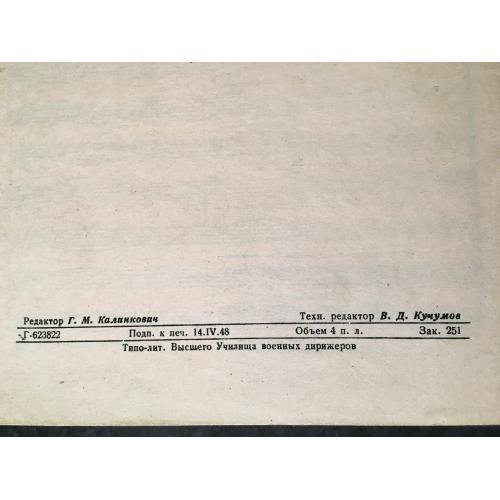 Редактор Г. М. Калинкович Техн. редактор В. Д. Кучумов
Г-623822 Подп. к печ. 14.IV.48 Объем 4 п. л. Зак. 251
Типо-лит. Высшего Училища военных дирижеров